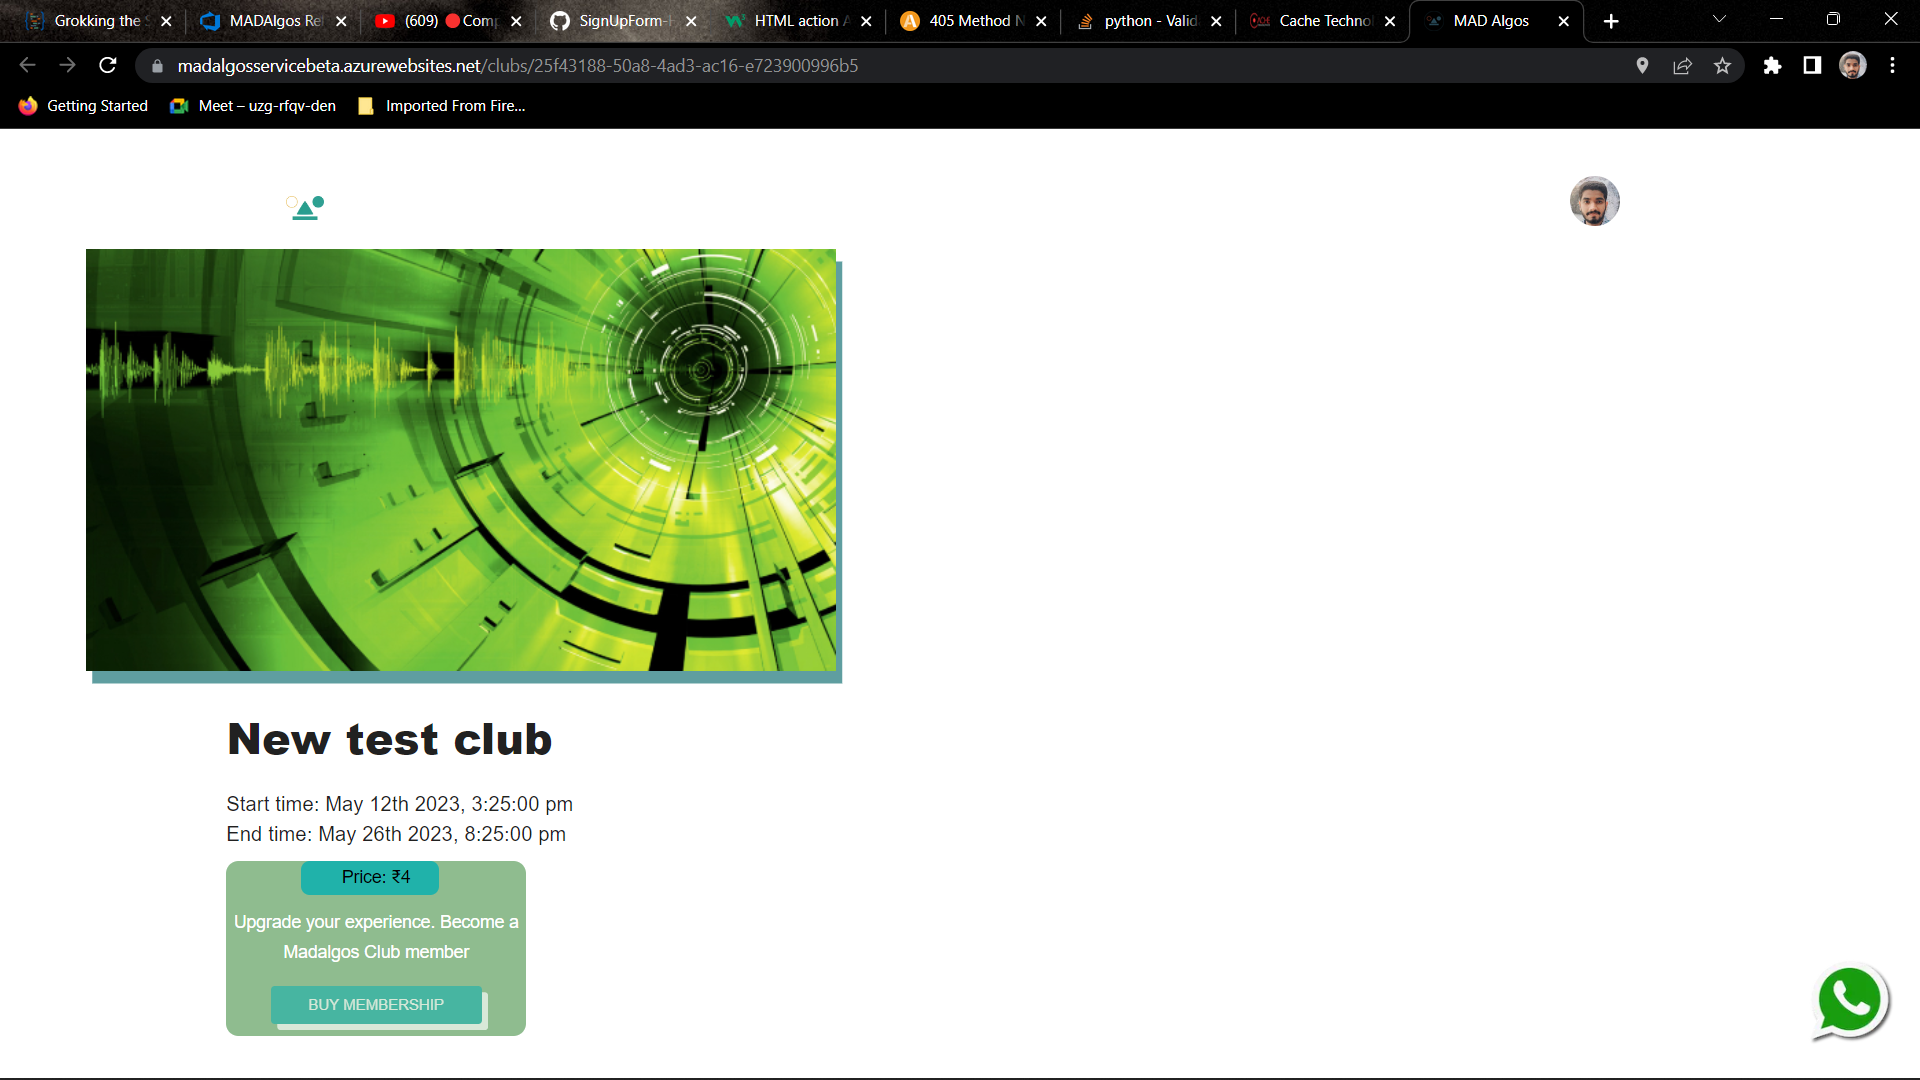 Grokking the
MADAlgos Rel
(609) 🔴Comp
SignUpForm-
HTML action A
405 Method N
python - Valid
Cache Techno
MAD Algos
madalgosservicebeta.azurewebsites.net/clubs/25f43188-50a8-4ad3-ac16-e723900996b5
Getting Started
Meet – uzg-rfqv-den
Imported From Fire...
New test club
Start time: May 12th 2023, 3:25:00 pm
End time: May 26th 2023, 8:25:00 pm
Price: ₹4
Upgrade your experience. Become a
Madalgos Club member
BUY MEMBERSHIP